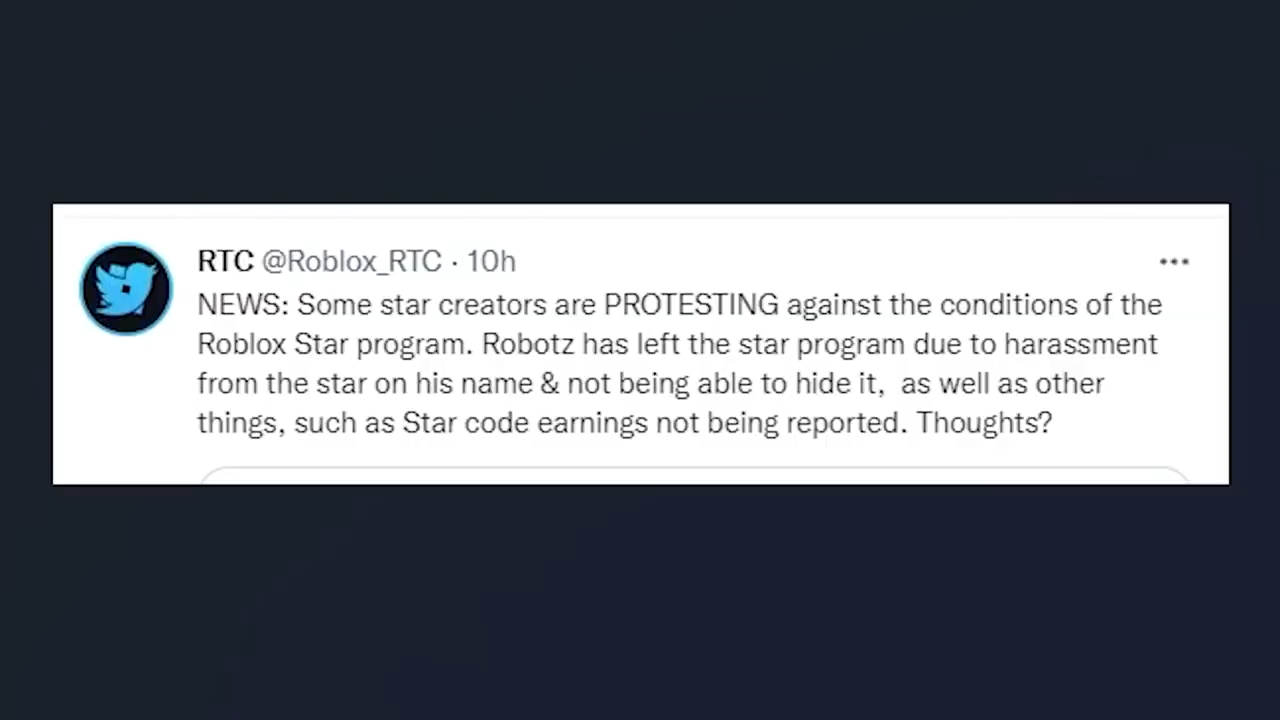 RTC @Roblox_RTC · 10h
NEWS: Some star creators are PROTESTING against the conditions of the
Roblox Star program. Robotz has left the star program due to harassment
from the star on his name & not being able to hide it,  as well as other
things, such as Star code earnings not being reported. Thoughts?